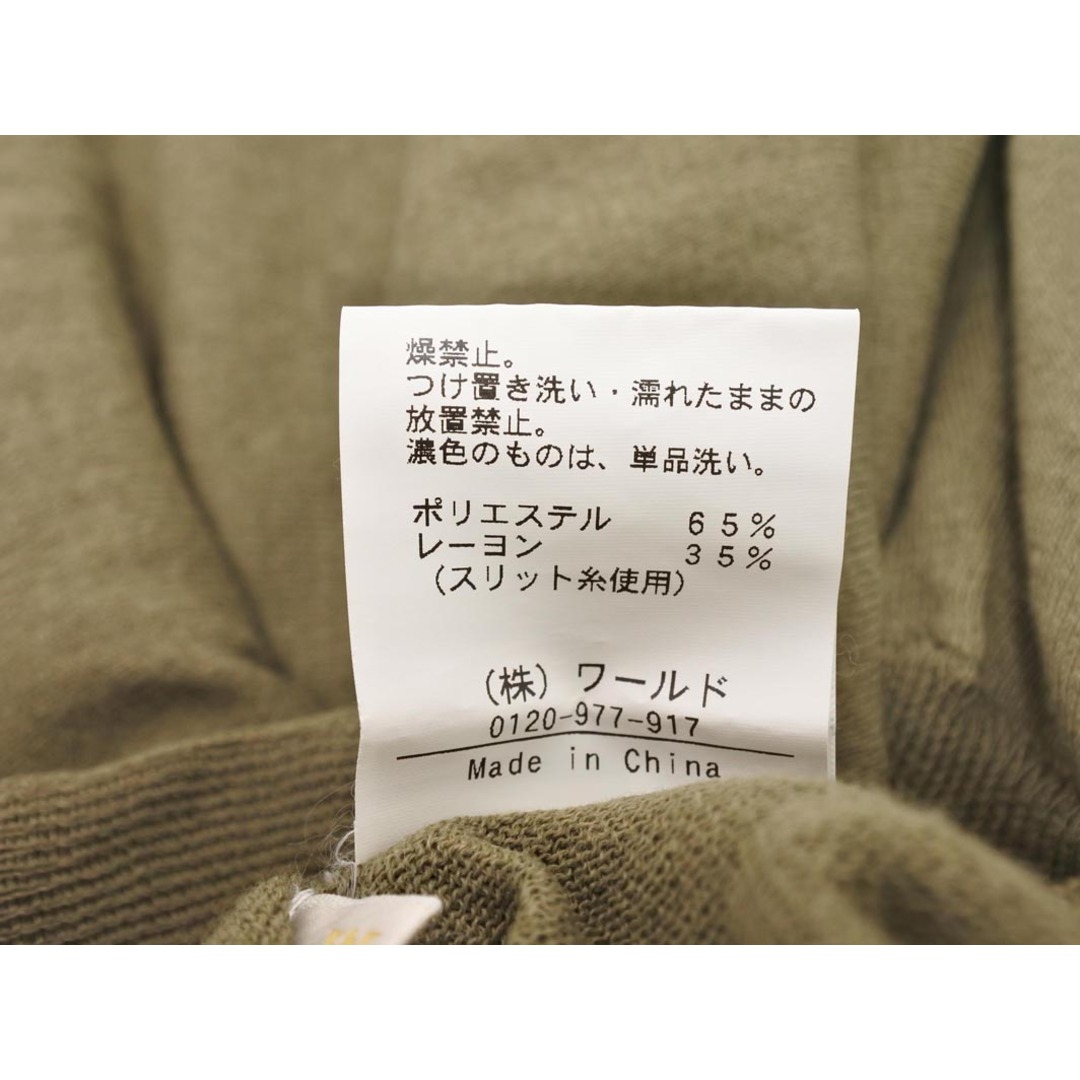 燥禁止。
つけ置き洗い・濡れたままの
放置禁止。
濃色のものは、単品洗い。
ポリエステル ６５％
レーヨン ３５％
(スリット糸使用)
(株) ワールド
0120-977-917
Made in China